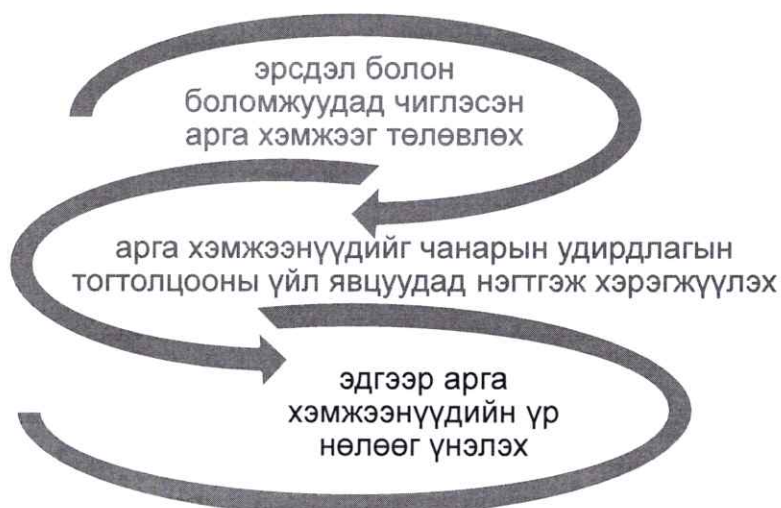 эрсдэл болон
боломжуудад чиглэсэн
арга хэмжээг төлөвлөх
арга хэмжээнүүдийг чанарын удирдлагын
тогтолцооны үйл явцуудад нэгтгэж хэрэгжүүлэх
эдгээр арга
хэмжээнүүдийн үр
нөлөөг үнэлэх